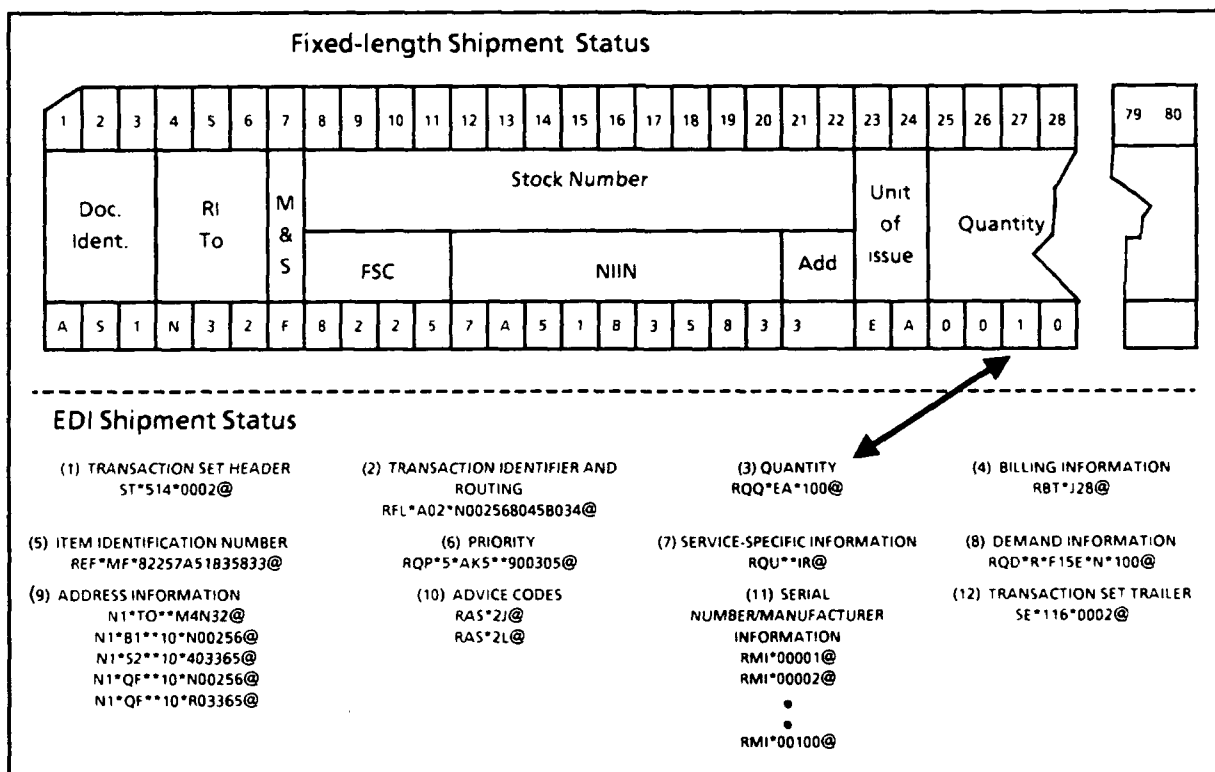 Fixed-length Shipment Status
1 2 3 4 5 6 7 8 9 10 11 12 13 14 15 16 17 18 19 20 21 22 23 24 25 26 27 28 79 80
Doc. Ident.
RI To
M & S
Stock Number
FSC
NIIN
Add
Unit of Issue
Quantity
A S 1 N 3 2 F 8 2 2 5 7 A 5 1 B 3 5 8 3 3 E A 0 0 1 0
EDI Shipment Status
(1) TRANSACTION SET HEADER
ST*514*0002@
(2) TRANSACTION IDENTIFIER AND
ROUTING
RFL*A02*N002568045B034@
(3) QUANTITY
RQQ*EA*100@
(4) BILLING INFORMATION
RBT*J28@
(5) ITEM IDENTIFICATION NUMBER
REF*MF*82257A51B35833@
(6) PRIORITY
RQP*5*AK5**900305@
(7) SERVICE-SPECIFIC INFORMATION
RQU**IR@
(8) DEMAND INFORMATION
RQD*R*F15E*N*100@
(9) ADDRESS INFORMATION
N1*TO**M4N32@
N1*B1**10*N00256@
N1*S2**10*403365@
N1*QF**10*N00256@
N1*QF**10*R03365@
(10) ADVICE CODES
RAS*2J@
RAS*2L@
(11) SERIAL
NUMBER/MANUFACTURER
INFORMATION
RMI*00001@
RMI*00002@
•
•
RMI*00100@
(12) TRANSACTION SET TRAILER
SE*116*0002@